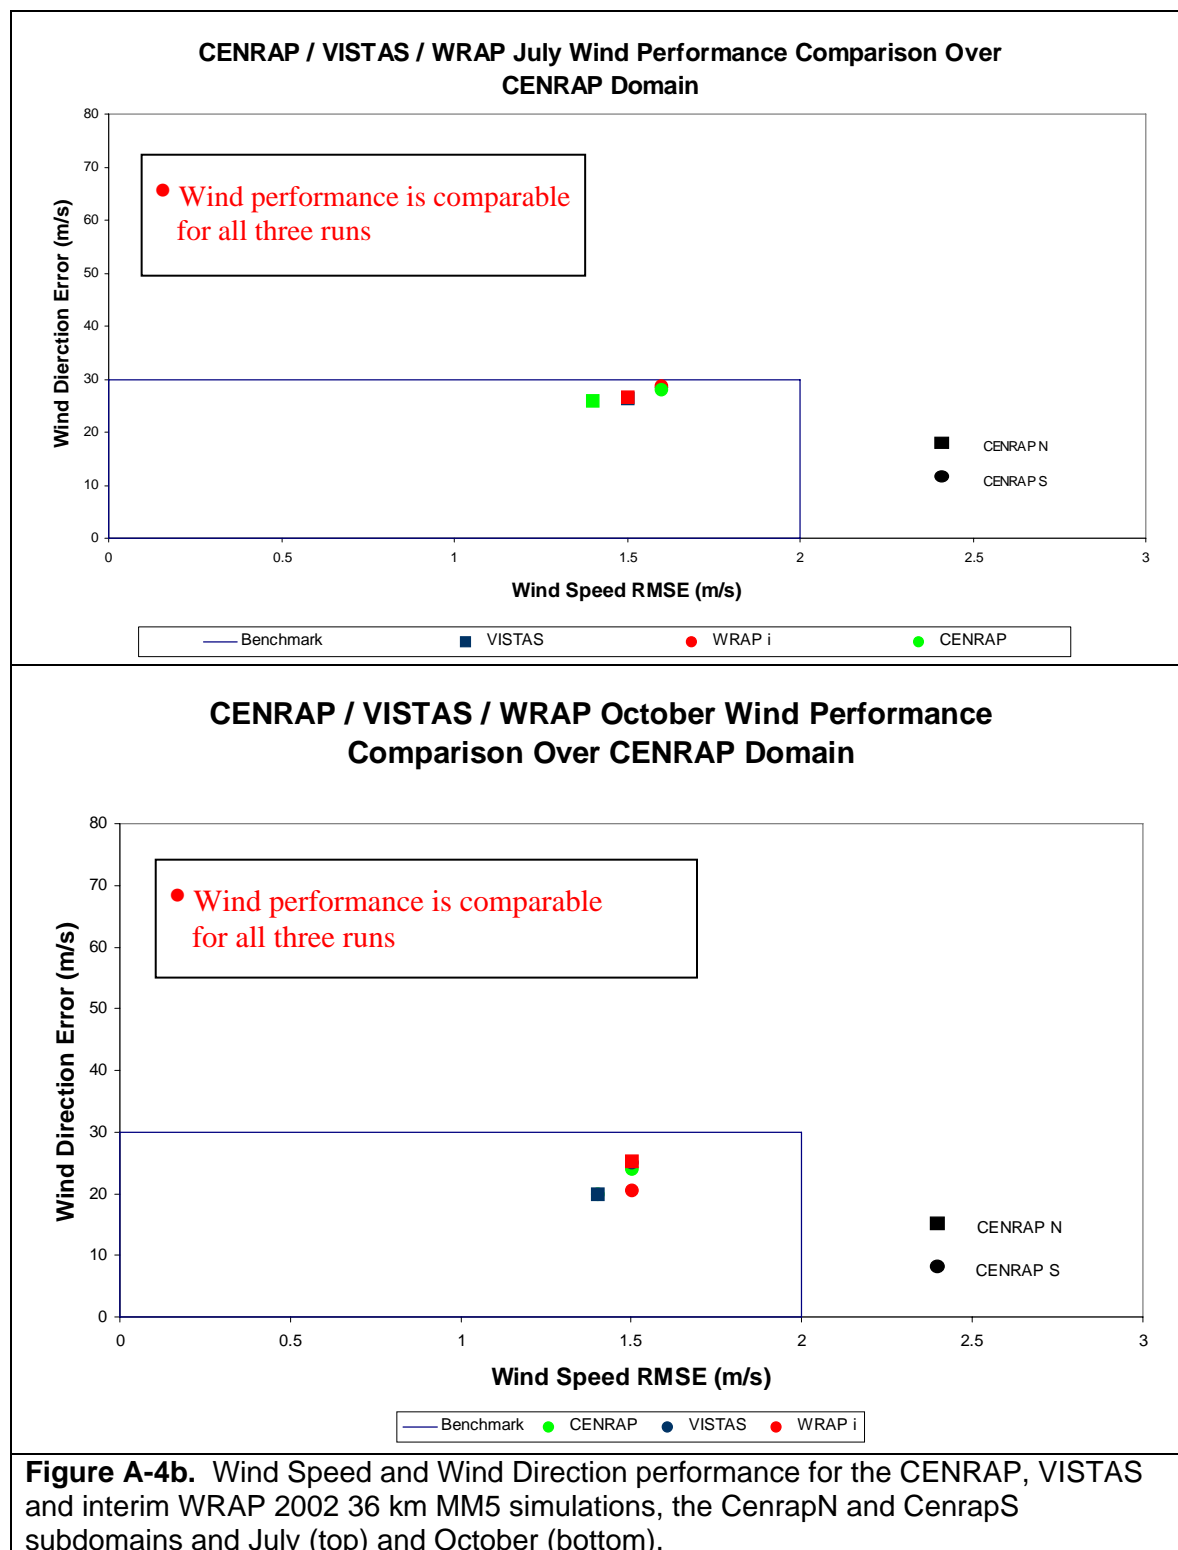 CENRAP / VISTAS / WRAP July Wind Performance Comparison Over
CENRAP Domain
80
70
60
50
40
30
20
10
0
Wind Dierction Error (m/s)
• Wind performance is comparable
for all three runs
CENRAP N
CENRAP S
0
0.5
1
1.5
2
2.5
3
Wind Speed RMSE (m/s)
Benchmark
VISTAS
WRAP i
CENRAP
CENRAP / VISTAS / WRAP October Wind Performance
Comparison Over CENRAP Domain
80
70
60
50
40
30
20
10
0
Wind Direction Error (m/s)
• Wind performance is comparable
for all three runs
CENRAP N
CENRAP S
0
0.5
1
1.5
2
2.5
3
Wind Speed RMSE (m/s)
Benchmark
CENRAP
VISTAS
WRAP i
Figure A-4b. Wind Speed and Wind Direction performance for the CENRAP, VISTAS
and interim WRAP 2002 36 km MM5 simulations, the CenrapN and CenrapS
subdomains and July (top) and October (bottom).